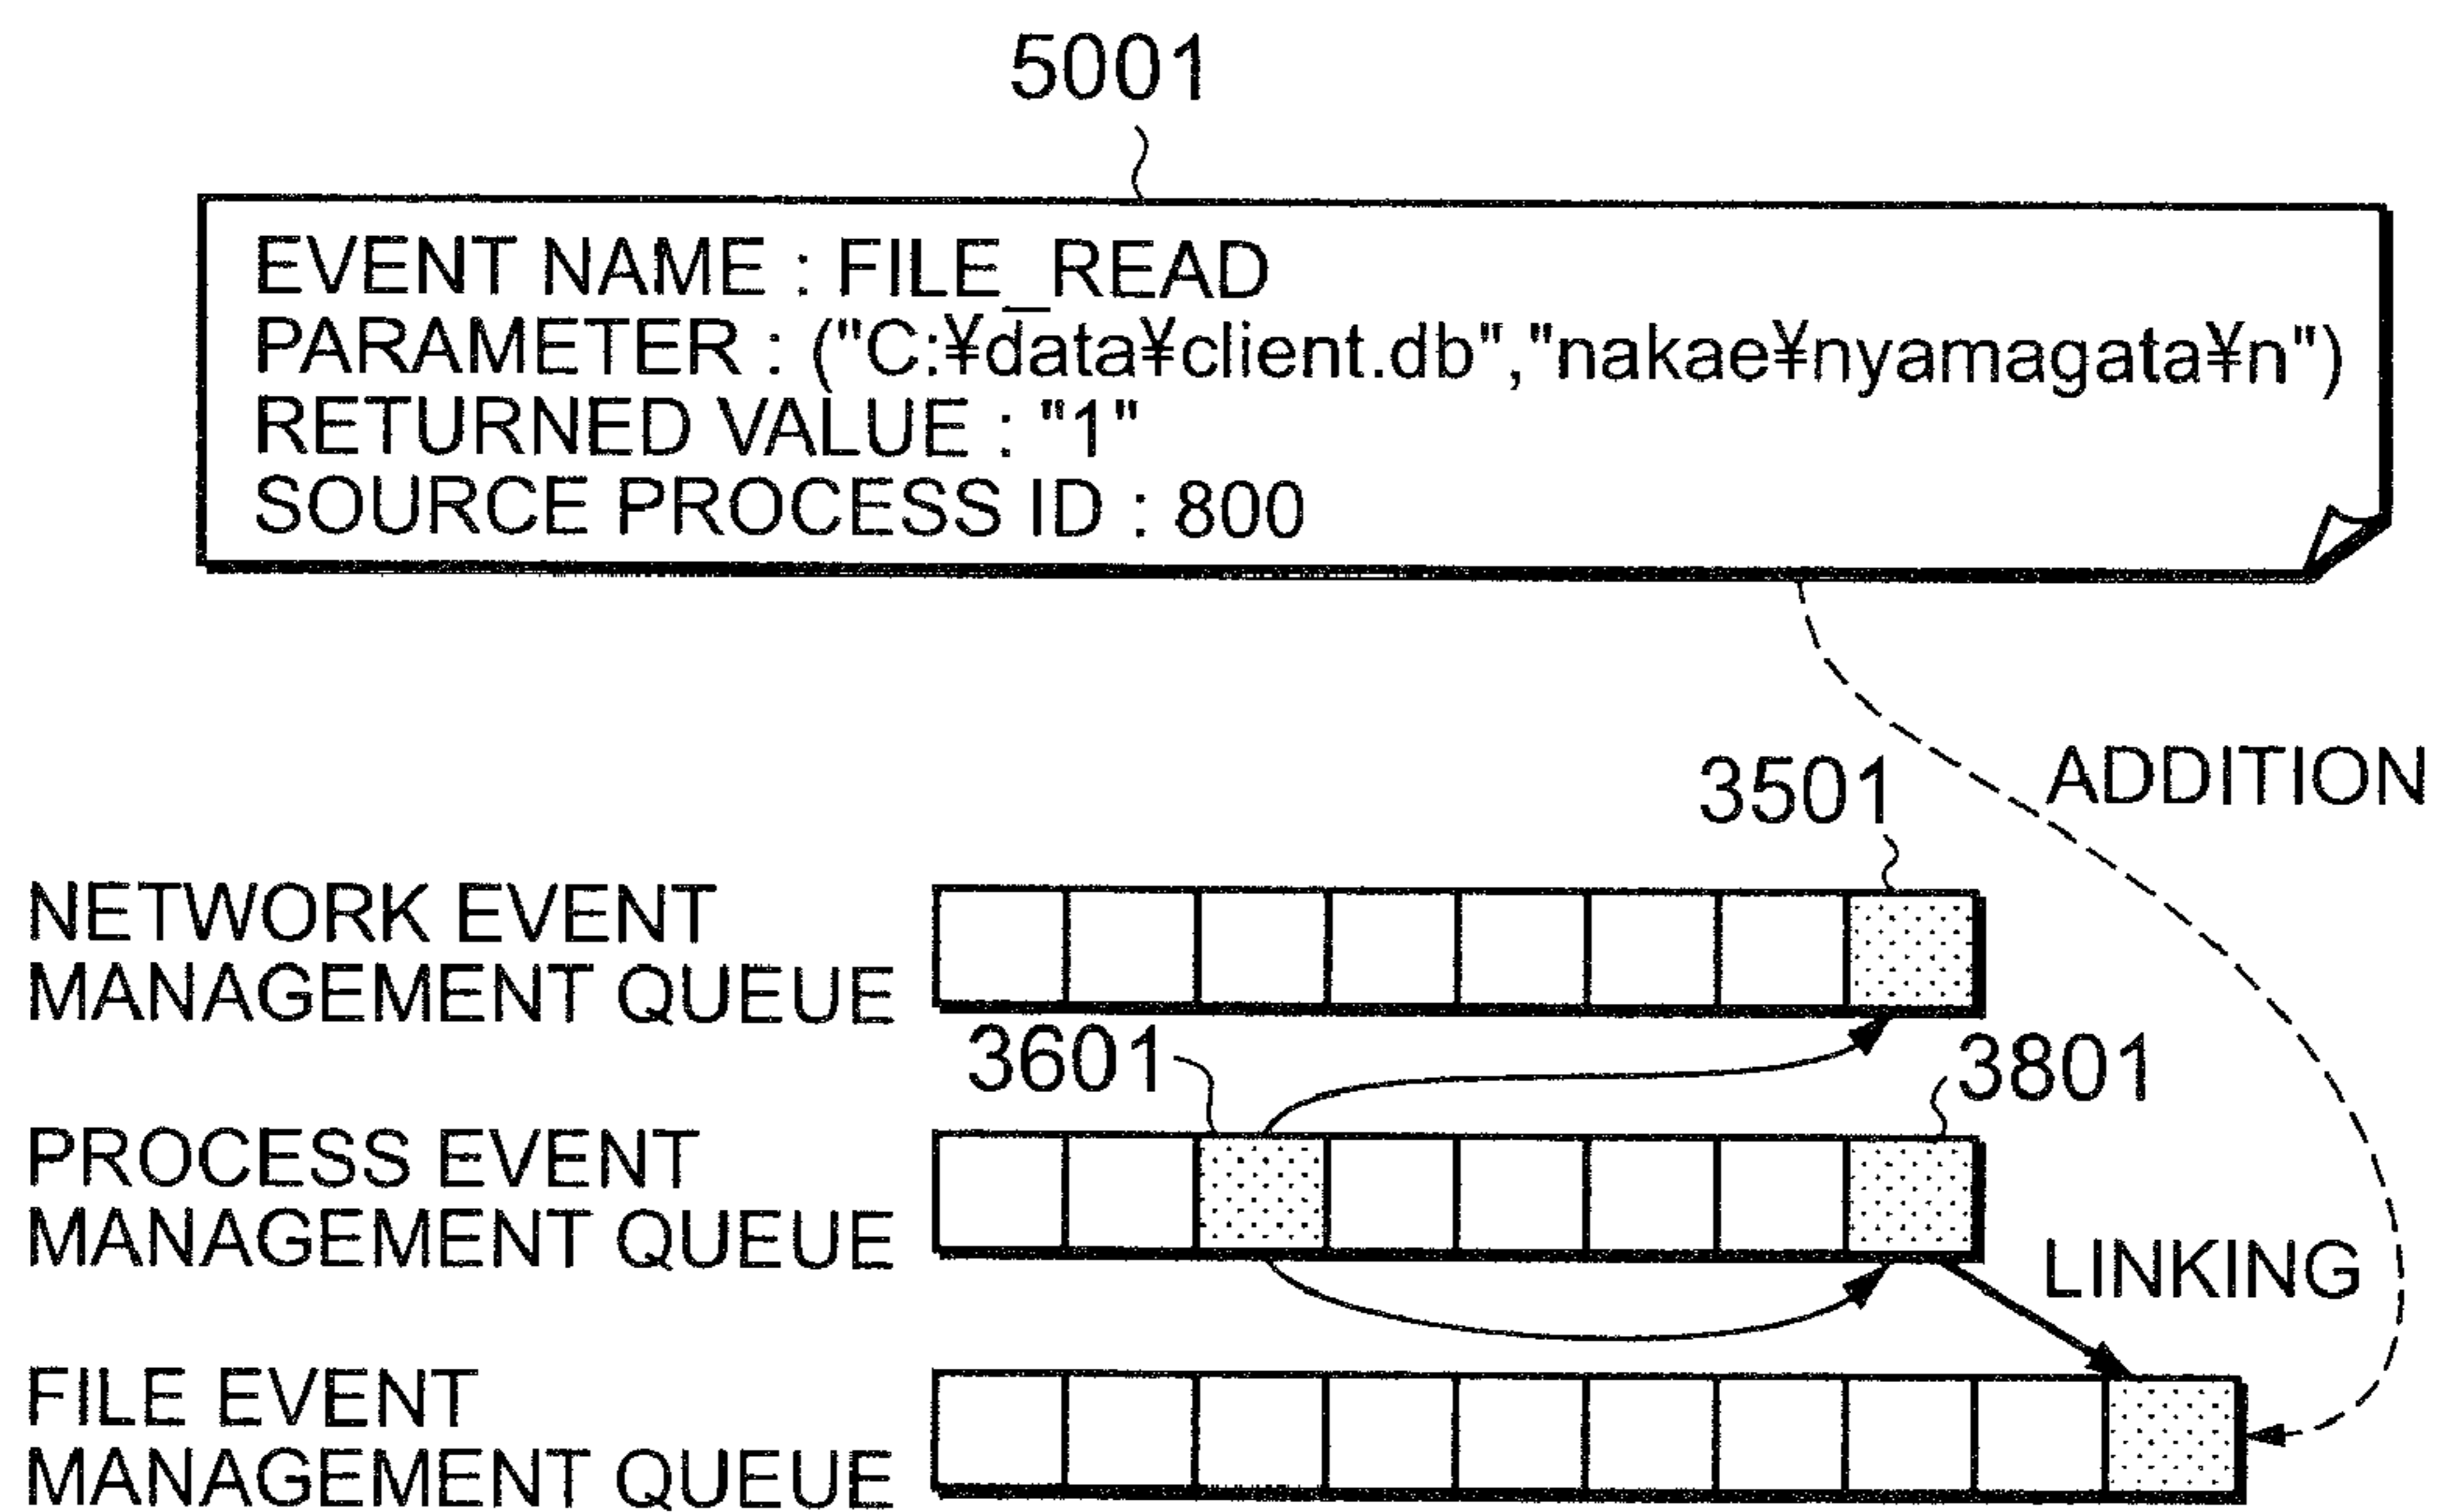 5001
EVENT NAME : FILE_READ
PARAMETER : ("C:¥data¥client.db","nakae¥nyamagata¥n")
RETURNED VALUE : "1"
SOURCE PROCESS ID : 800
ADDITION
3501
NETWORK EVENT
MANAGEMENT QUEUE
3601
3801
PROCESS EVENT
MANAGEMENT QUEUE
LINKING
FILE EVENT
MANAGEMENT QUEUE